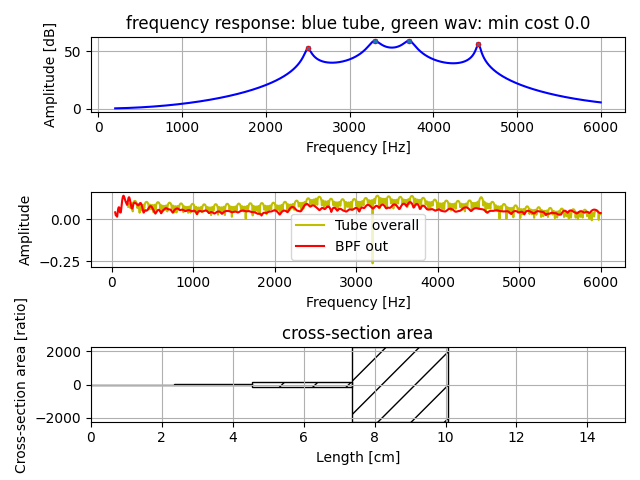 frequency response: blue tube, green wav: min cost 0.0
Amplitude [dB]
50
0
0 1000 2000 3000 4000 5000 6000
Frequency [Hz]
Amplitude
0.00
−0.25
Tube overall
BPF out
0 1000 2000 3000 4000 5000 6000
Frequency [Hz]
cross-section area
Cross-section area [ratio]
2000
0
−2000
0 2 4 6 8 10 12 14
Length [cm]